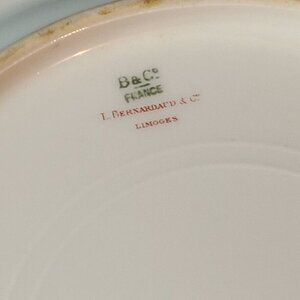 B & Cº
FRANCE
L. BERNARDAUD & Cº
LIMOGES